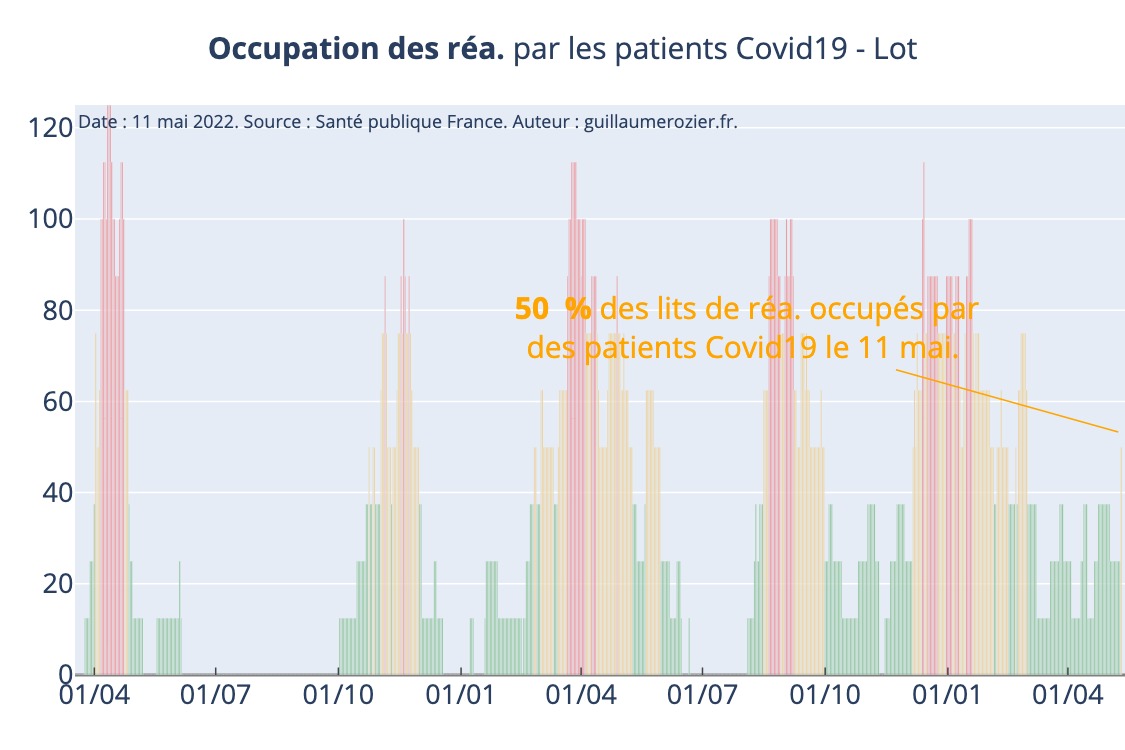 Occupation des réa. par les patients Covid19 - Lot
Date : 11 mai 2022. Source : Santé publique France. Auteur : guillaumerozier.fr.
120
100
80
60
40
20
0
50 % des lits de réa. occupés par
des patients Covid19 le 11 mai.
01/04 01/07 01/10 01/01 01/04 01/07 01/10 01/01 01/04